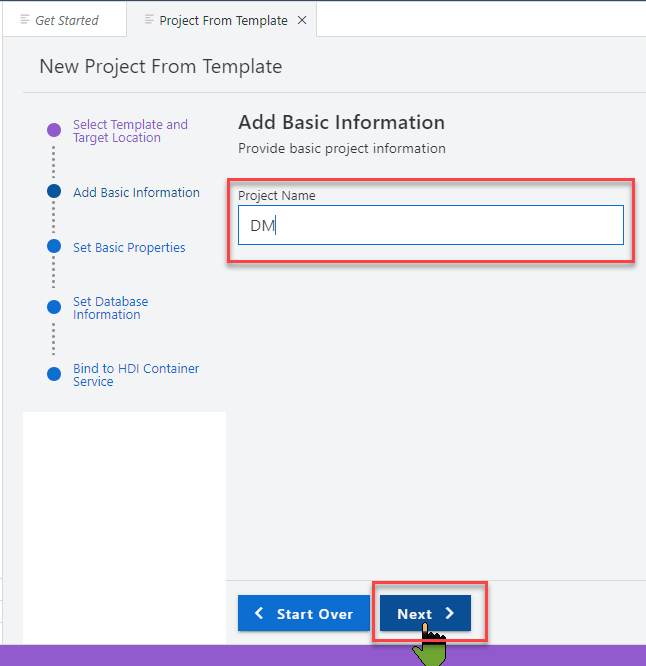 Get Started
Project From Template
New Project From Template
Select Template and
Target Location
Add Basic Information
Set Basic Properties
Set Database
Information
Bind to HDI Container
Service
Add Basic Information
Provide basic project information
Project Name
DM
Start Over
Next